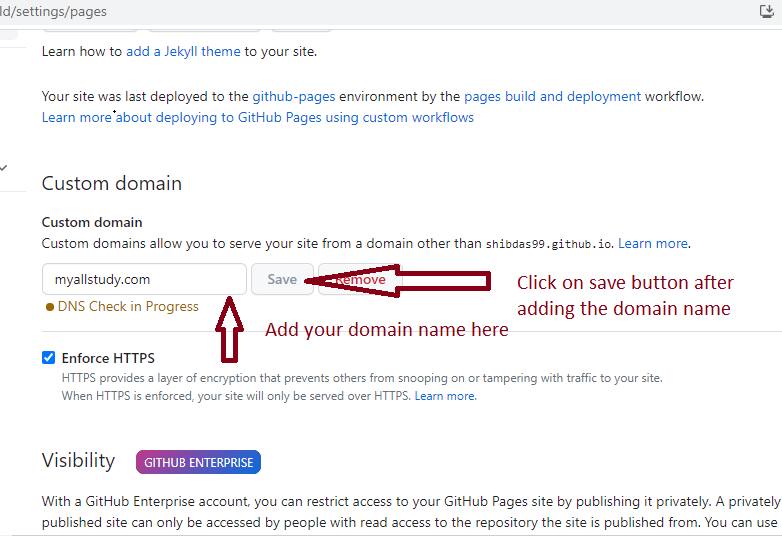 ld/settings/pages
Learn how to add a Jekyll theme to your site.
Your site was last deployed to the github-pages environment by the pages build and deployment workflow.
Learn more about deploying to GitHub Pages using custom workflows
Custom domain
Custom domain
Custom domains allow you to serve your site from a domain other than shibdas99.github.io. Learn more.
myallstudy.com Save Remove
DNS Check in Progress
Click on save button after
adding the domain name
Add your domain name here
Enforce HTTPS
HTTPS provides a layer of encryption that prevents others from snooping on or tampering with traffic to your site.
When HTTPS is enforced, your site will only be served over HTTPS. Learn more.
Visibility GITHUB ENTERPRISE
With a GitHub Enterprise account, you can restrict access to your GitHub Pages site by publishing it privately. A privately
published site can only be accessed by people with read access to the repository the site is published from. You can use